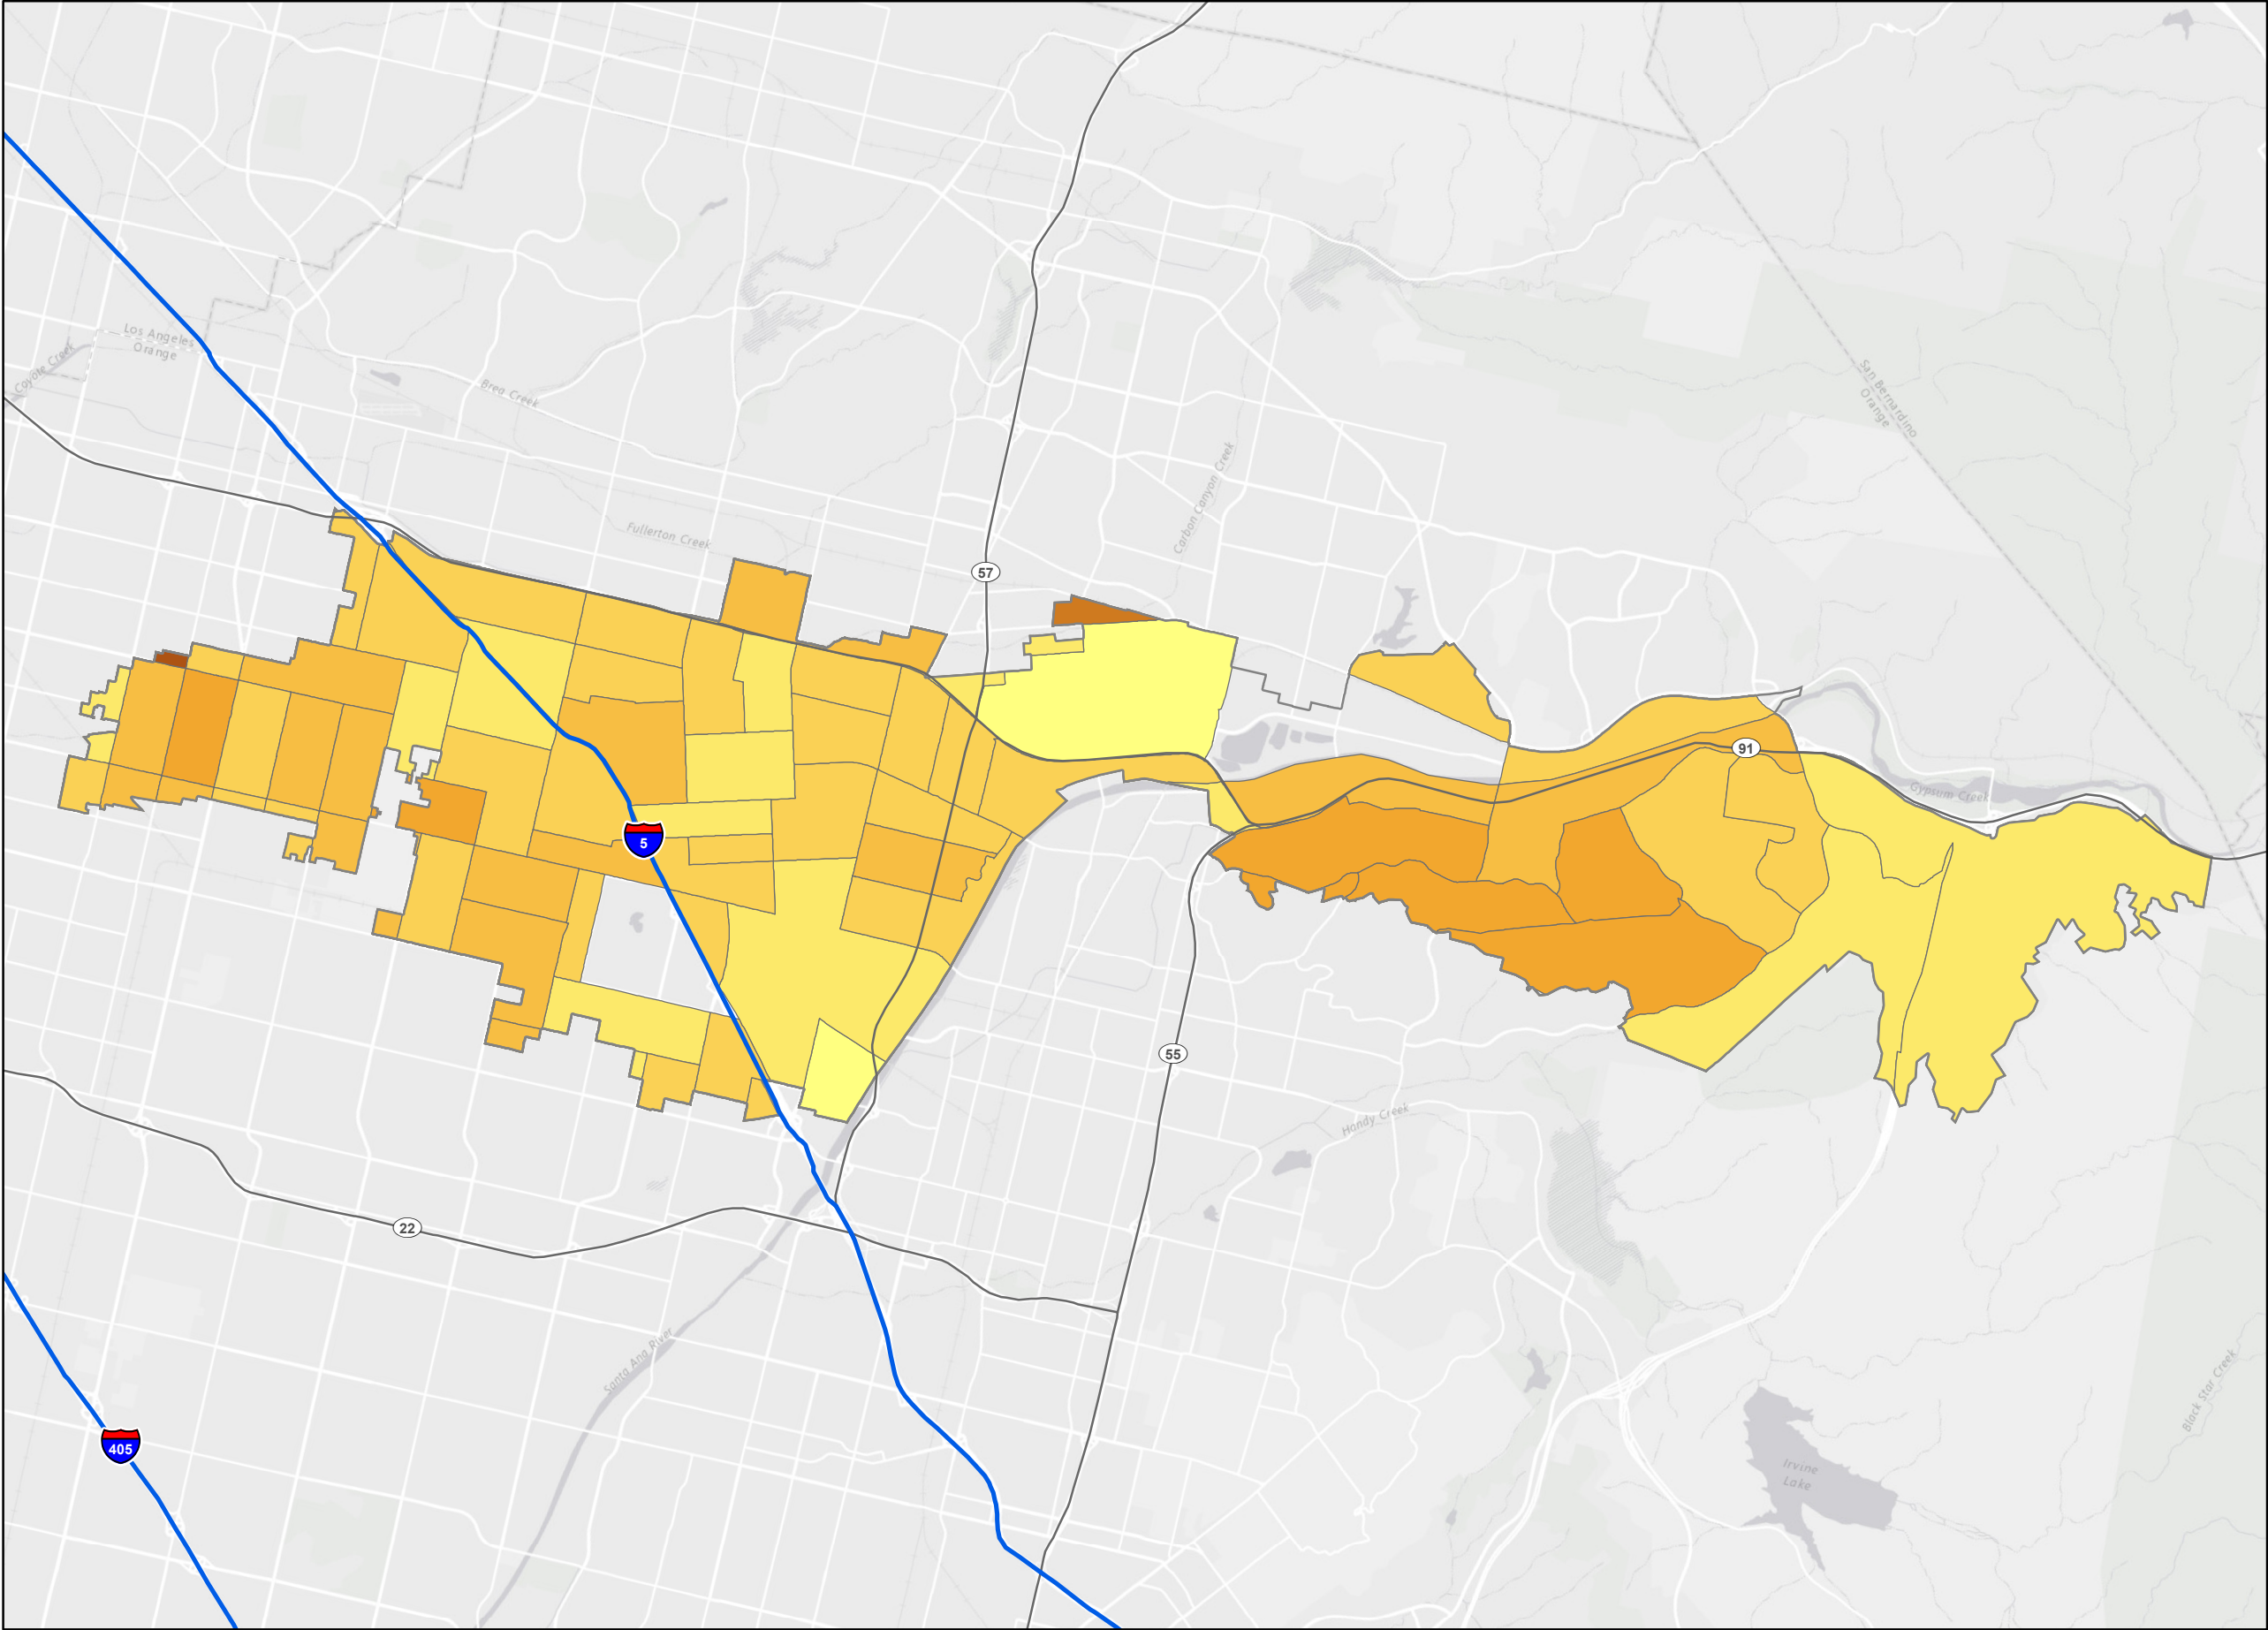 Los Angeles
Orange
Coyote Creek
Brea Creek
San Bernardino
Orange
Fullerton Creek
Carbon Canyon Creek
57
91
Gypsum Creek
5
55
Handy Creek
22
Santa Ana River
405
Irvine
Lake
Black Star Creek